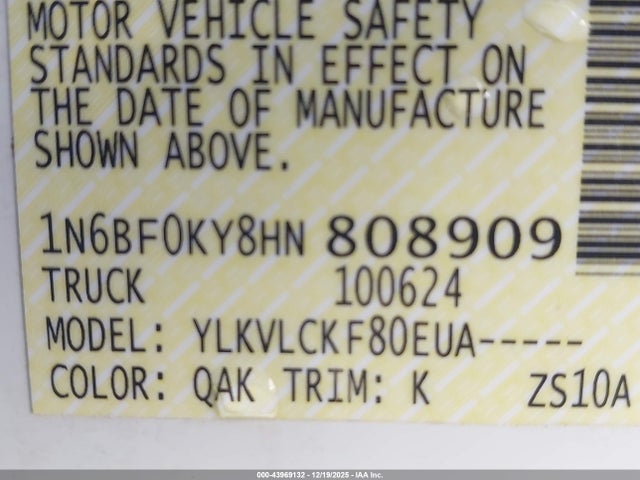 MOTOR VEHICLE SAFETY
STANDARDS IN EFFECT ON
THE DATE OF MANUFACTURE
SHOWN ABOVE.
1N6BF0KY8HN 808909
TRUCK 100624
MODEL: YLKVLCKF80EUA-----
COLOR: QAK TRIM: K ZS10A
000-43969132 - 12/19/2025 - IAA Inc.